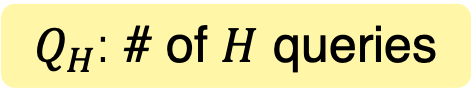 Q_H: # of H queries